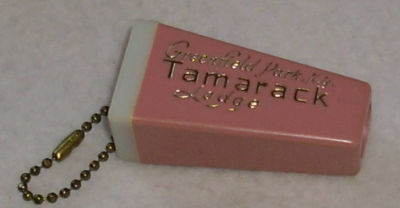 Greenfield Park, N.Y.
Tamarack
Lodge